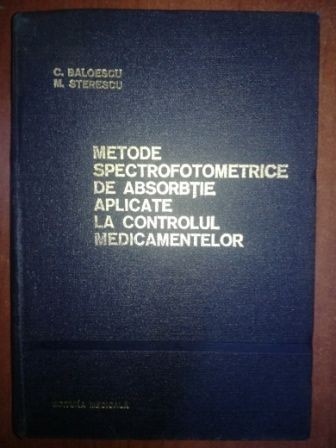 C. BALOESCU
M. STERESCU
METODE
SPECTROFOTOMETRICE
DE ABSORBȚIE
APLICATE
LA CONTROLUL
MEDICAMENTELOR
EDITURA MEDICALĂ